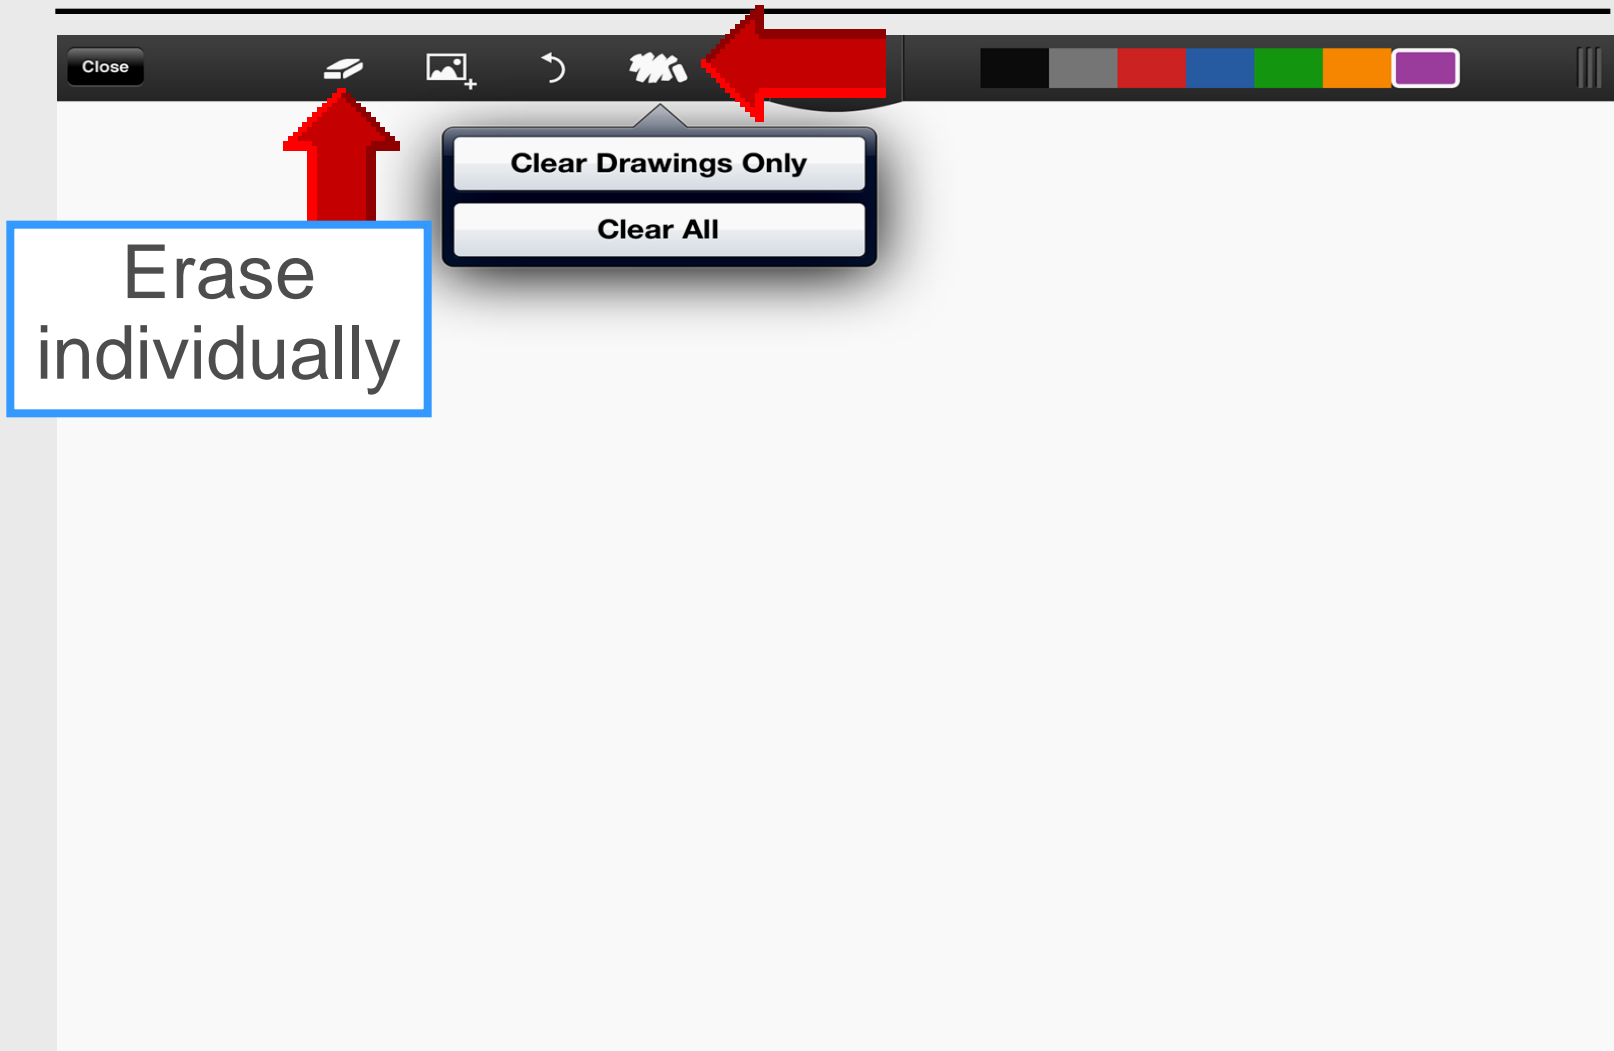 Close
Clear Drawings Only
Clear All
Erase
individually